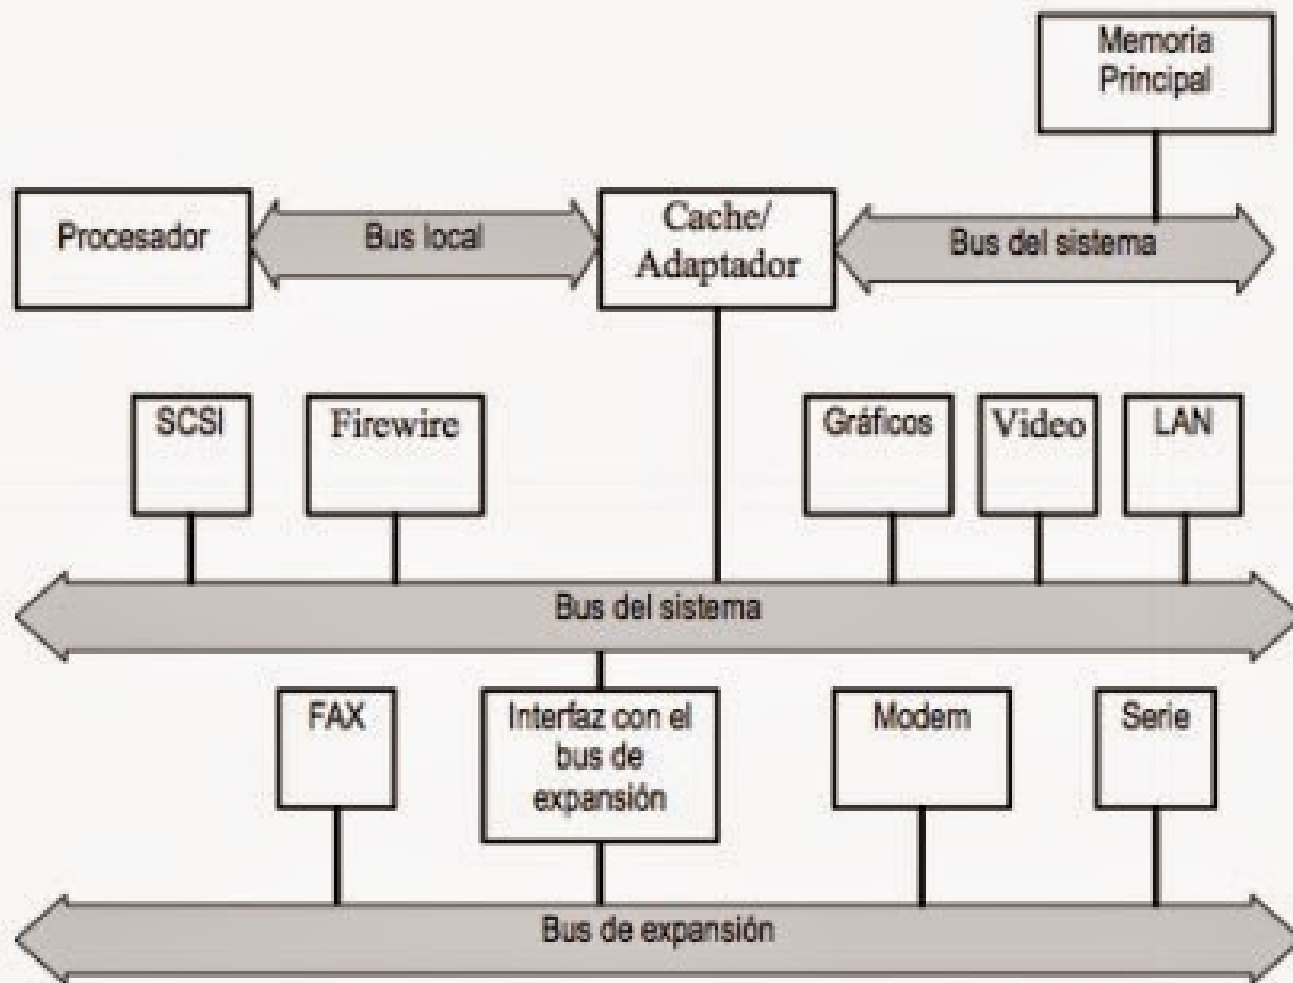 Memoria
Principal
Procesador
Bus local
Cache/
Adaptador
Bus del sistema
SCSI
Firewire
Gráficos
Video
LAN
Bus del sistema
FAX
Interfaz con el
bus de
expansión
Modem
Serie
Bus de expansión